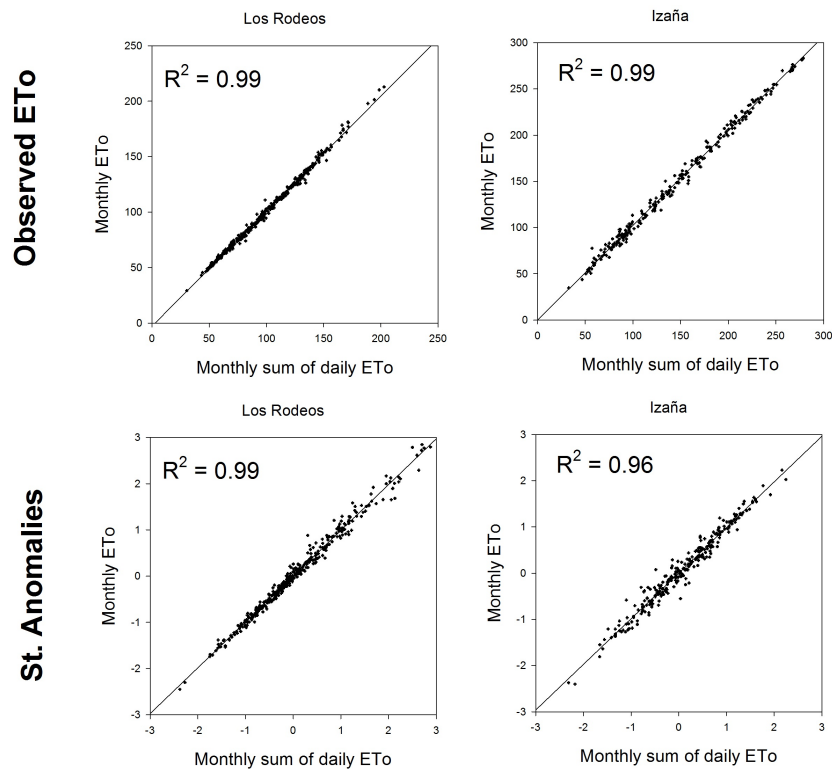 Observed ETo
Los Rodeos
R² = 0.99
250
200
150
100
50
0
0 50 100 150 200 250
Monthly ETo
Monthly sum of daily ETo
Izaña
R² = 0.99
300
250
200
150
100
50
0
0 50 100 150 200 250 300
Monthly ETo
Monthly sum of daily ETo
St. Anomalies
Los Rodeos
R² = 0.99
3
2
1
0
-1
-2
-3
-3 -2 -1 0 1 2 3
Monthly ETo
Monthly sum of daily ETo
Izaña
R² = 0.96
3
2
1
0
-1
-2
-3
-3 -2 -1 0 1 2 3
Monthly ETo
Monthly sum of daily ETo